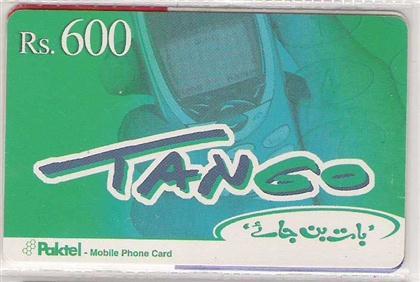 Rs. 600
TANGO
'بات بن جائے'
Paktel - Mobile Phone Card